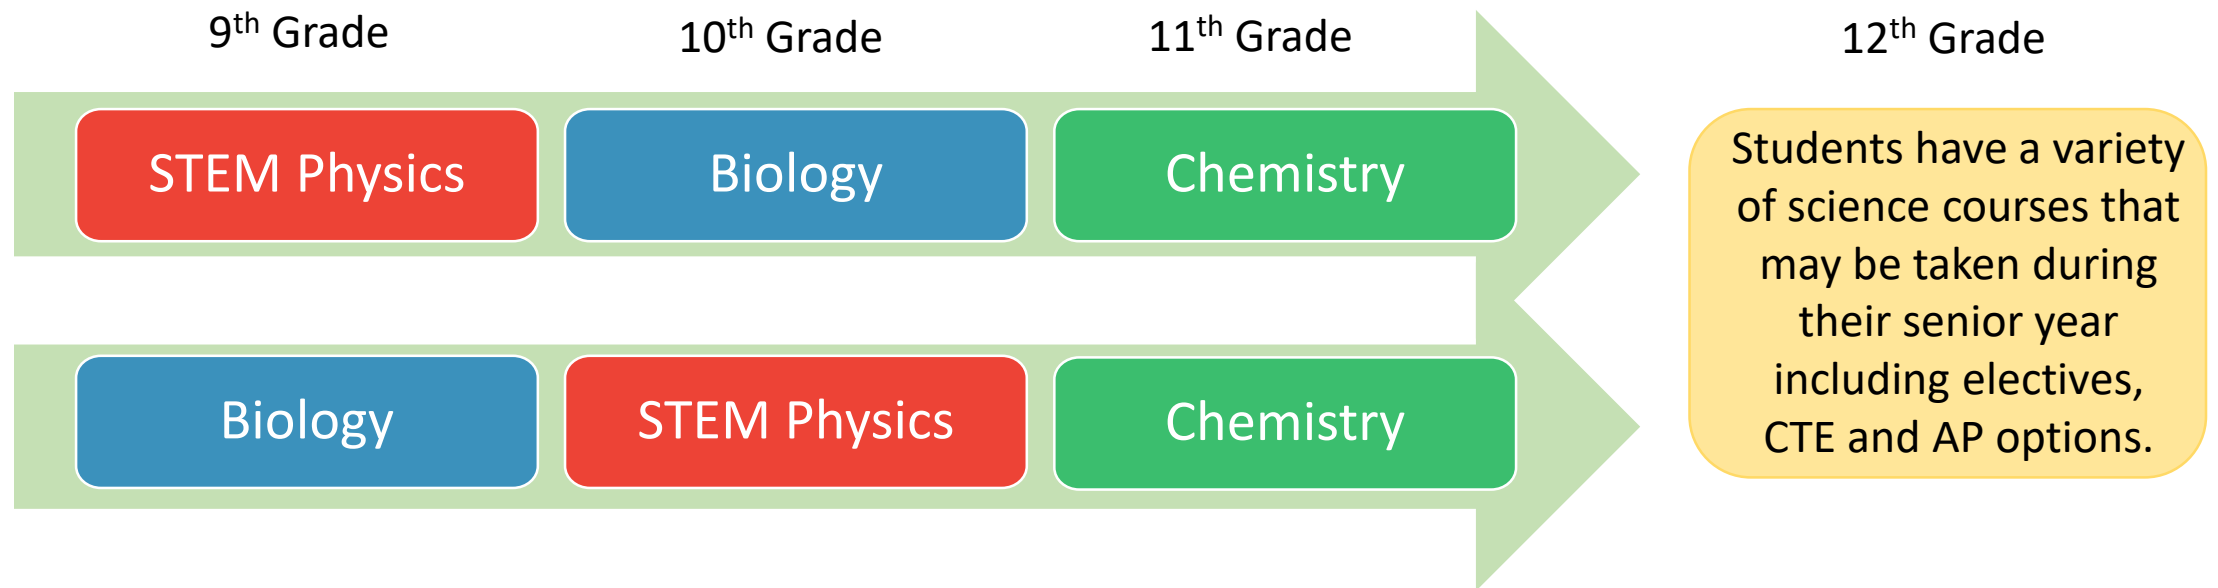 9th Grade
10th Grade
11th Grade
12th Grade
STEM Physics
Biology
Chemistry
Biology
STEM Physics
Chemistry
Students have a variety
of science courses that
may be taken during
their senior year
including electives,
CTE and AP options.